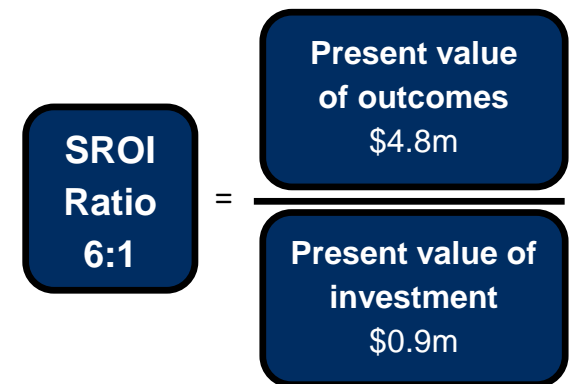 SROI
Ratio
6:1
=
Present value
of outcomes
$4.8m
Present value of
investment
$0.9m